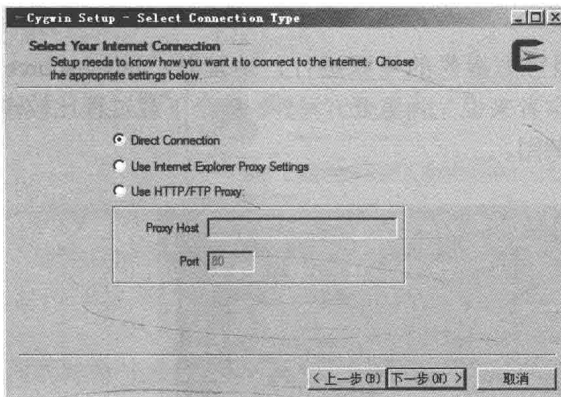 Cygwin Setup - Select Connection Type
Select Your Internet Connection
Setup needs to know how you want it to connect to the internet. Choose
the appropriate settings below.
Direct Connection
Use Internet Explorer Proxy Settings
Use HTTP/FTP Proxy:
Proxy Host
Port 80
<上一步(B) 下一步(N)> 取消